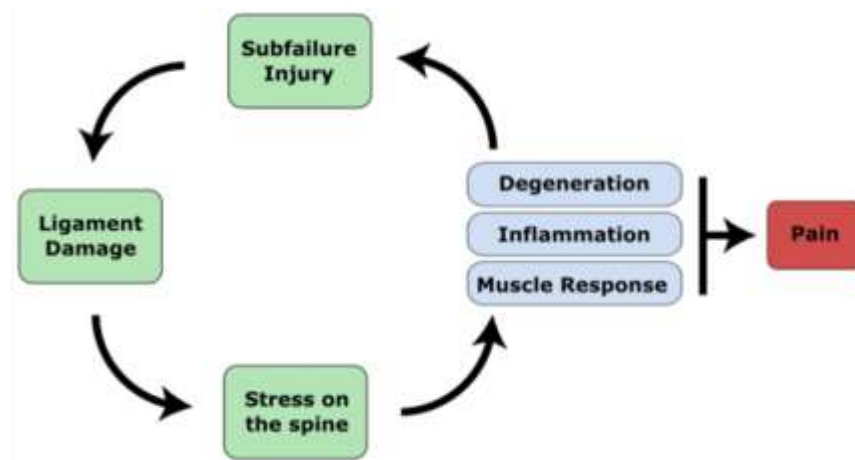 Subfailure
Injury
Ligament
Damage
Stress on
the spine
Degeneration
Inflammation
Muscle Response
Pain